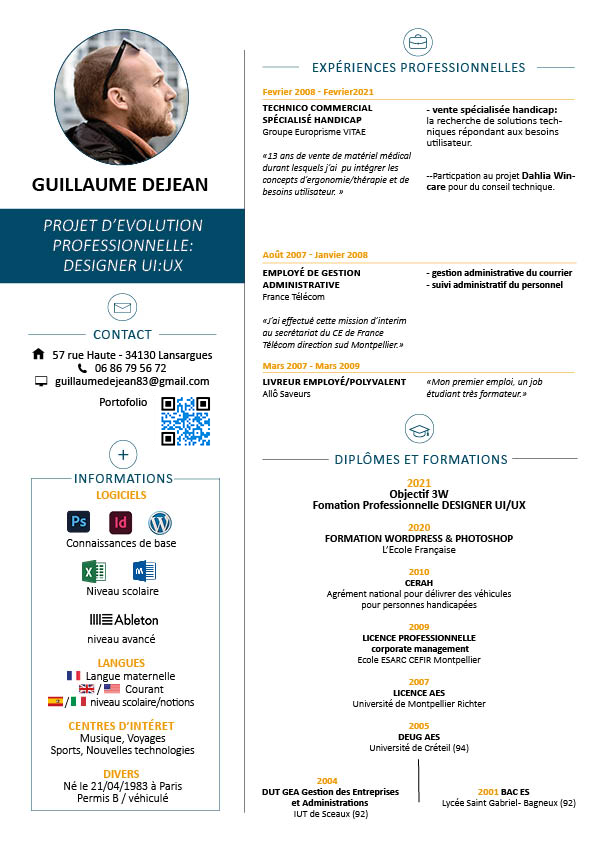 GUILLAUME DEJEAN
PROJET D’EVOLUTION
PROFESSIONNELLE:
DESIGNER UI:UX
CONTACT
57 rue Haute - 34130 Lansargues
06 86 79 56 72
guillaumedejean83@gmail.com
Portofolio
INFORMATIONS
LOGICIELS
Ps Id
Connaissances de base
Niveau scolaire
Ableton
niveau avancé
LANGUES
Langue maternelle
/ Courant
/ niveau scolaire/notions
CENTRES D’INTÉRET
Musique, Voyages
Sports, Nouvelles technologies
DIVERS
Né le 21/04/1983 à Paris
Permis B / véhiculé
EXPÉRIENCES PROFESSIONNELLES
Fevrier 2008 - Fevrier2021
TECHNICO COMMERCIAL
SPÉCIALISÉ HANDICAP
Groupe Europrisme VITAE
«13 ans de vente de matériel médical
durant lesquels j’ai pu intégrer les
concepts d’ergonomie/thérapie et de
besoins utilisateur. »
- vente spécialisée handicap:
la recherche de solutions tech-
niques répondant aux besoins
utilisateur.
--Particpation au projet Dahlia Win-
care pour du conseil technique.
Août 2007 - Janvier 2008
EMPLOYÉ DE GESTION
ADMINISTRATIVE
France Télécom
«J’ai effectué cette mission d’interim
au secrétariat du CE de France
Télécom direction sud Montpellier.»
- gestion administrative du courrier
- suivi administratif du personnel
Mars 2007 - Mars 2009
LIVREUR EMPLOYÉ/POLYVALENT
Allô Saveurs
«Mon premier emploi, un job
étudiant très formateur.»
DIPLÔMES ET FORMATIONS
2021
Objectif 3W
Fomation Professionnelle DESIGNER UI/UX
2020
FORMATION WORDPRESS & PHOTOSHOP
L’Ecole Française
2010
CERAH
Agrément national pour délivrer des véhicules
pour personnes handicapées
2009
LICENCE PROFESSIONNELLE
corporate management
Ecole ESARC CEFIR Montpellier
2007
LICENCE AES
Université de Montpellier Richter
2005
DEUG AES
Université de Créteil (94)
2004
DUT GEA Gestion des Entreprises
et Administrations
IUT de Sceaux (92)
2001 BAC ES
Lycée Saint Gabriel- Bagneux (92)